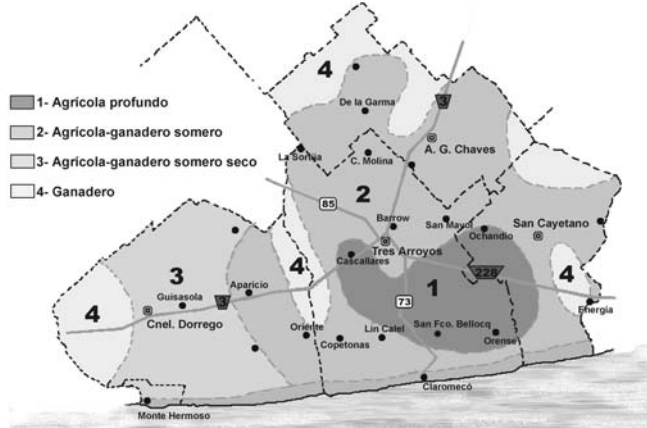 1- Agrícola profundo
2- Agrícola-ganadero somero
3- Agrícola-ganadero somero seco
4- Ganadero
4
De la Garma
3
A. G. Chaves
La Sortija
C. Molina
85
2
Barrow
San Mayol
Ochandio
San Cayetano
Tres Arroyos
Cascallares
3
4
Aparicio
Guisasola
3
4
Cnel. Dorrego
73
1
228
4
Energía
Oriente
Copetonas
Lin Calel
San Fco. Bellocq
Orense
Claromecó
Monte Hermoso